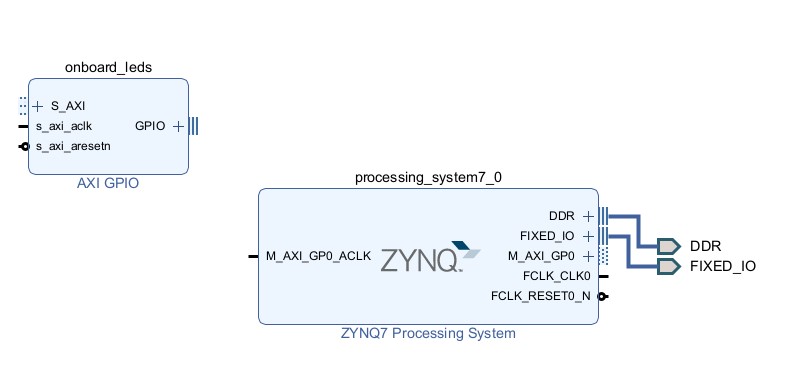 onboard_leds
S_AXI
s_axi_aclk
GPIO
s_axi_aresetn
AXI GPIO
processing_system7_0
DDR
FIXED_IO
M_AXI_GP0_ACLK
ZYNQ
M_AXI_GP0
FCLK_CLK0
FCLK_RESET0_N
DDR
FIXED_IO
ZYNQ7 Processing System